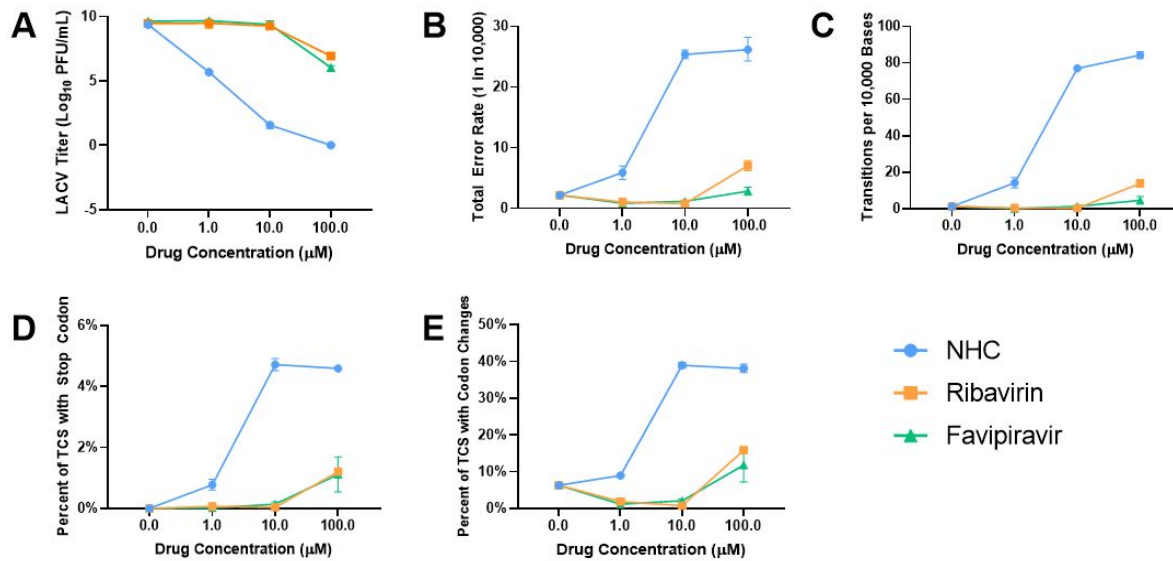 A
LACV Titer (Log₁₀ PFU/mL)
10
5
0
-5
0.0 1.0 10.0 100.0
Drug Concentration (μM)
B
Total Error Rate (1 in 10,000)
30
20
10
0
0.0 1.0 10.0 100.0
Drug Concentration (μM)
C
Transitions per 10,000 Bases
100
80
60
40
20
0
0.0 1.0 10.0 100.0
Drug Concentration (μM)
D
Percent of TCS with Stop Codon
6%
4%
2%
0%
0.0 1.0 10.0 100.0
Drug Concentration (μM)
E
Percent of TCS with Codon Changes
50%
40%
30%
20%
10%
0%
0.0 1.0 10.0 100.0
Drug Concentration (μM)
NHC
Ribavirin
Favipiravir